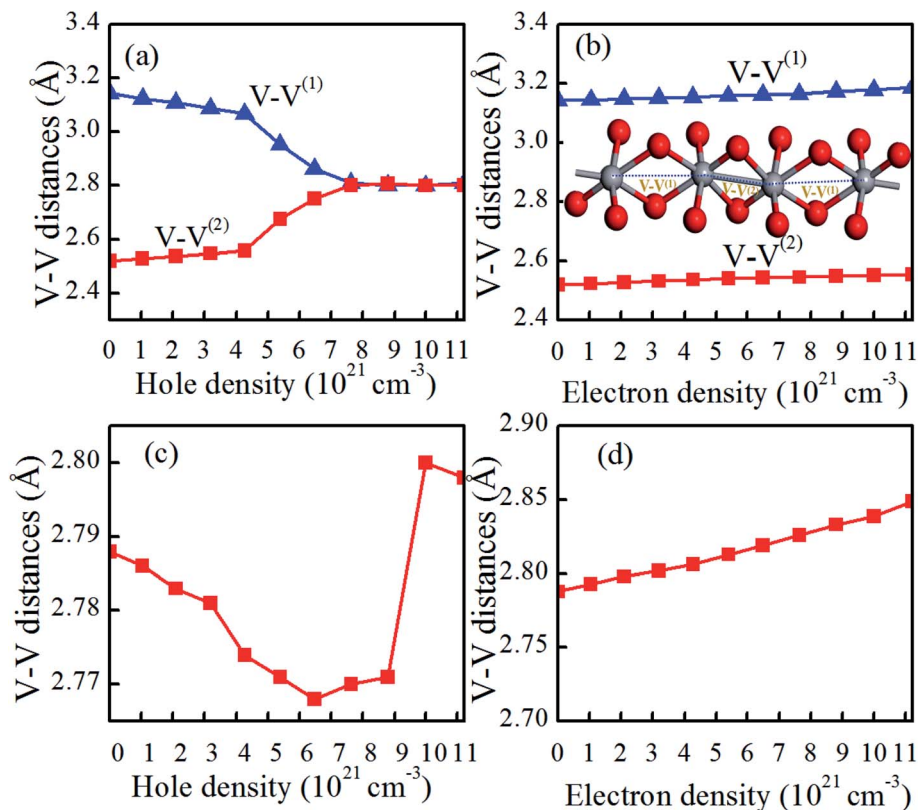 (a)
V-V distances (Å)
3.4
3.2
3.0
2.8
2.6
2.4
V-V(1)
V-V(2)
0 1 2 3 4 5 6 7 8 9 10 11
Hole density (10^21 cm^-3)
(b)
V-V distances (Å)
3.4
3.2
3.0
2.8
2.6
2.4
V-V(1)
V-V(1) V-V(2) V-V(1)
V-V(2)
0 1 2 3 4 5 6 7 8 9 10 11
Electron density (10^21 cm^-3)
(c)
V-V distances (Å)
2.80
2.79
2.78
2.77
0 1 2 3 4 5 6 7 8 9 10 11
Hole density (10^21 cm^-3)
(d)
V-V distances (Å)
2.90
2.85
2.80
2.75
2.70
0 1 2 3 4 5 6 7 8 9 10 11
Electron density (10^21 cm^-3)